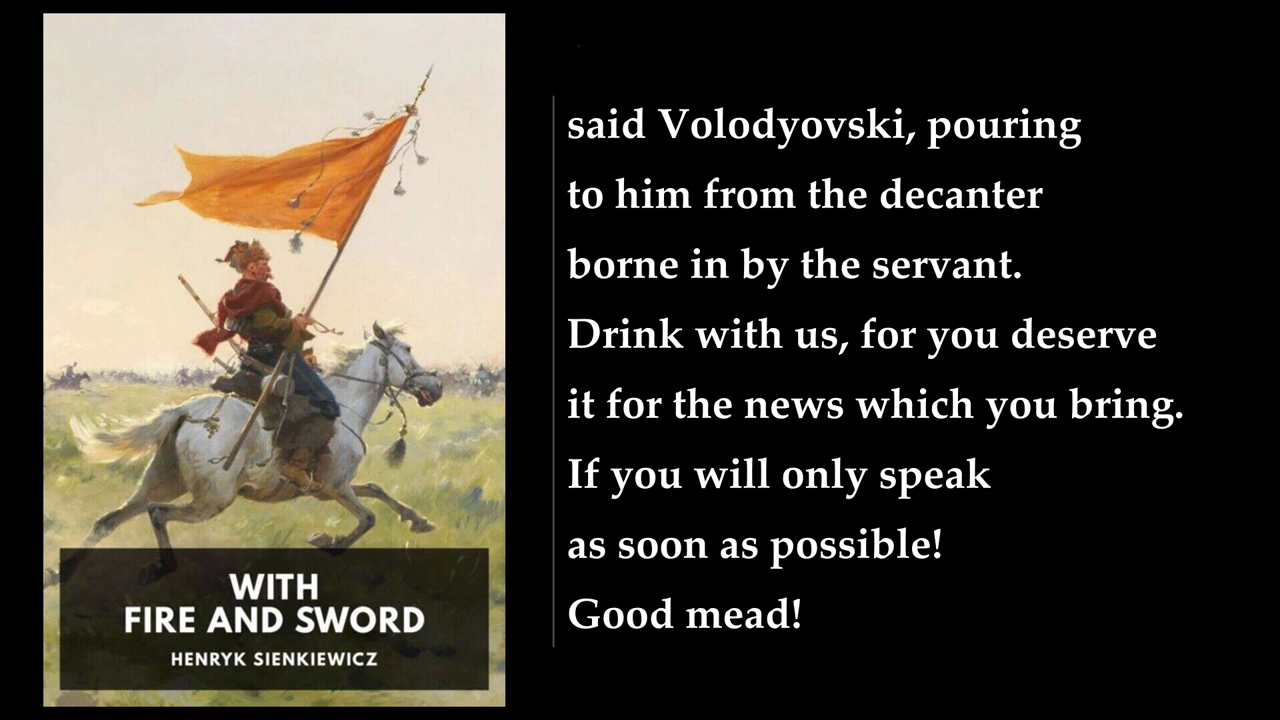 WITH
FIRE AND SWORD
HENRYK SIENKIEWICZ
said Volodyovski, pouring
to him from the decanter
borne in by the servant.
Drink with us, for you deserve
it for the news which you bring.
If you will only speak
as soon as possible!
Good mead!